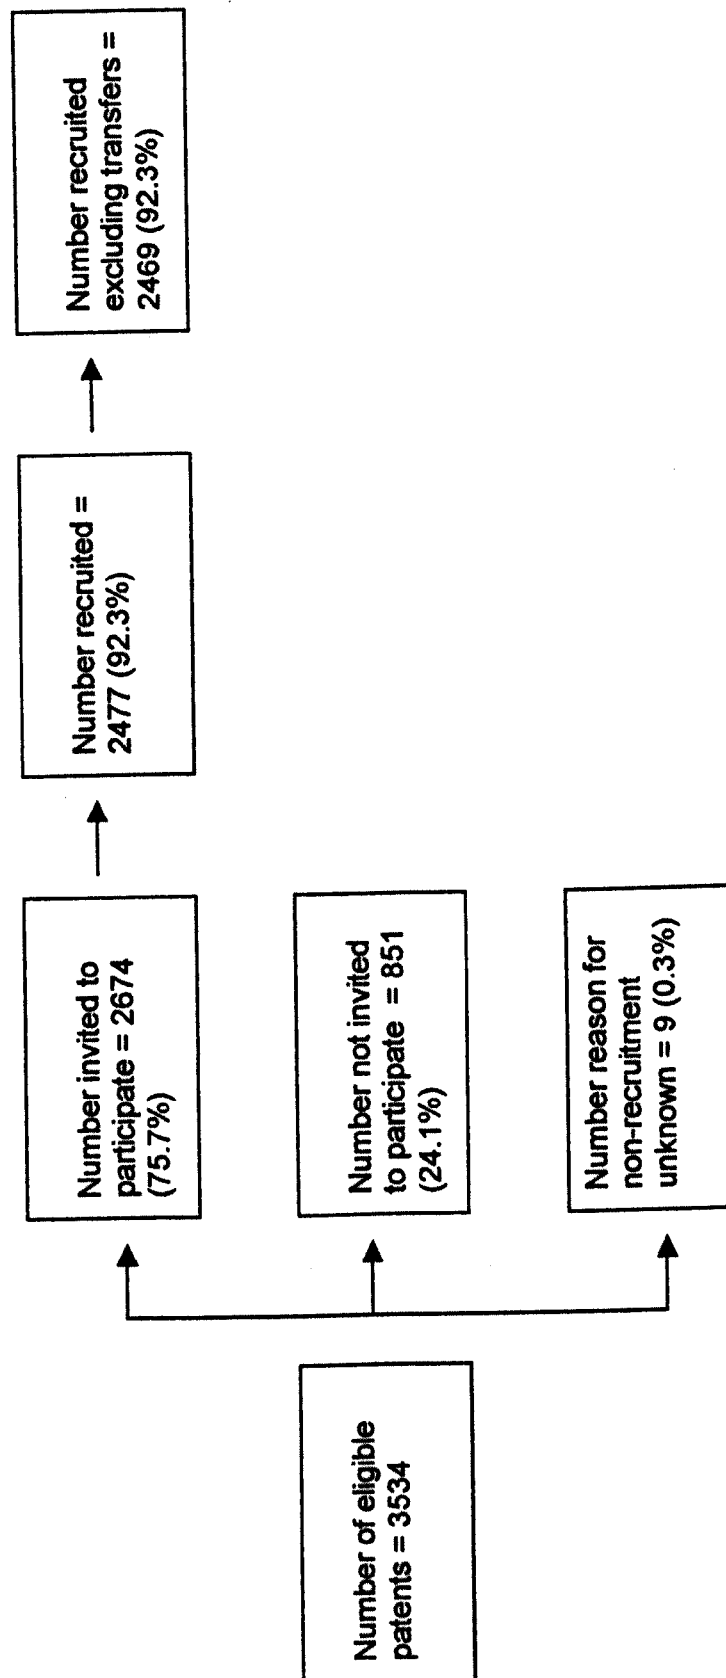 Number of eligible
patents = 3534
Number invited to
participate = 2674
(75.7%)
Number not invited
to participate = 851
(24.1%)
Number reason for
non-recruitment
unknown = 9 (0.3%)
Number recruited =
2477 (92.3%)
Number recruited
excluding transfers =
2469 (92.3%)